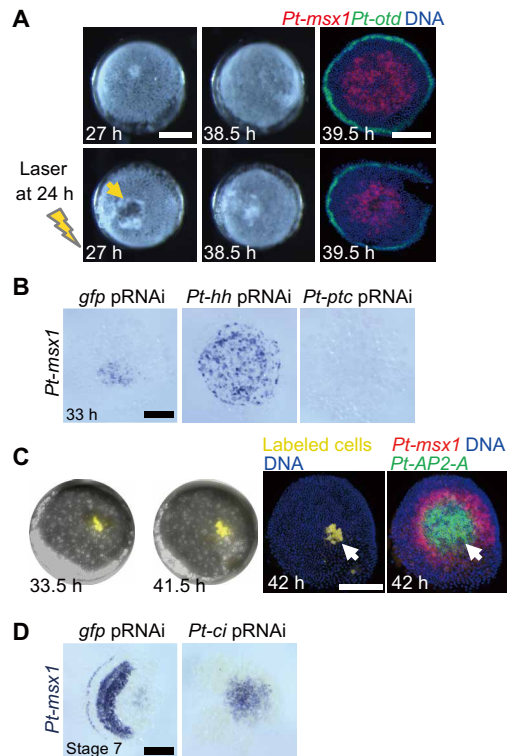 A
Pt-msx1 Pt-otd DNA
27 h
38.5 h
39.5 h
Laser
at 24 h
27 h
38.5 h
39.5 h
B
gfp pRNAi
Pt-hh pRNAi
Pt-ptc pRNAi
Pt-msx1
33 h
C
Labeled cells
DNA
Pt-msx1 DNA
Pt-AP2-A
33.5 h
41.5 h
42 h
42 h
D
gfp pRNAi
Pt-ci pRNAi
Pt-msx1
Stage 7